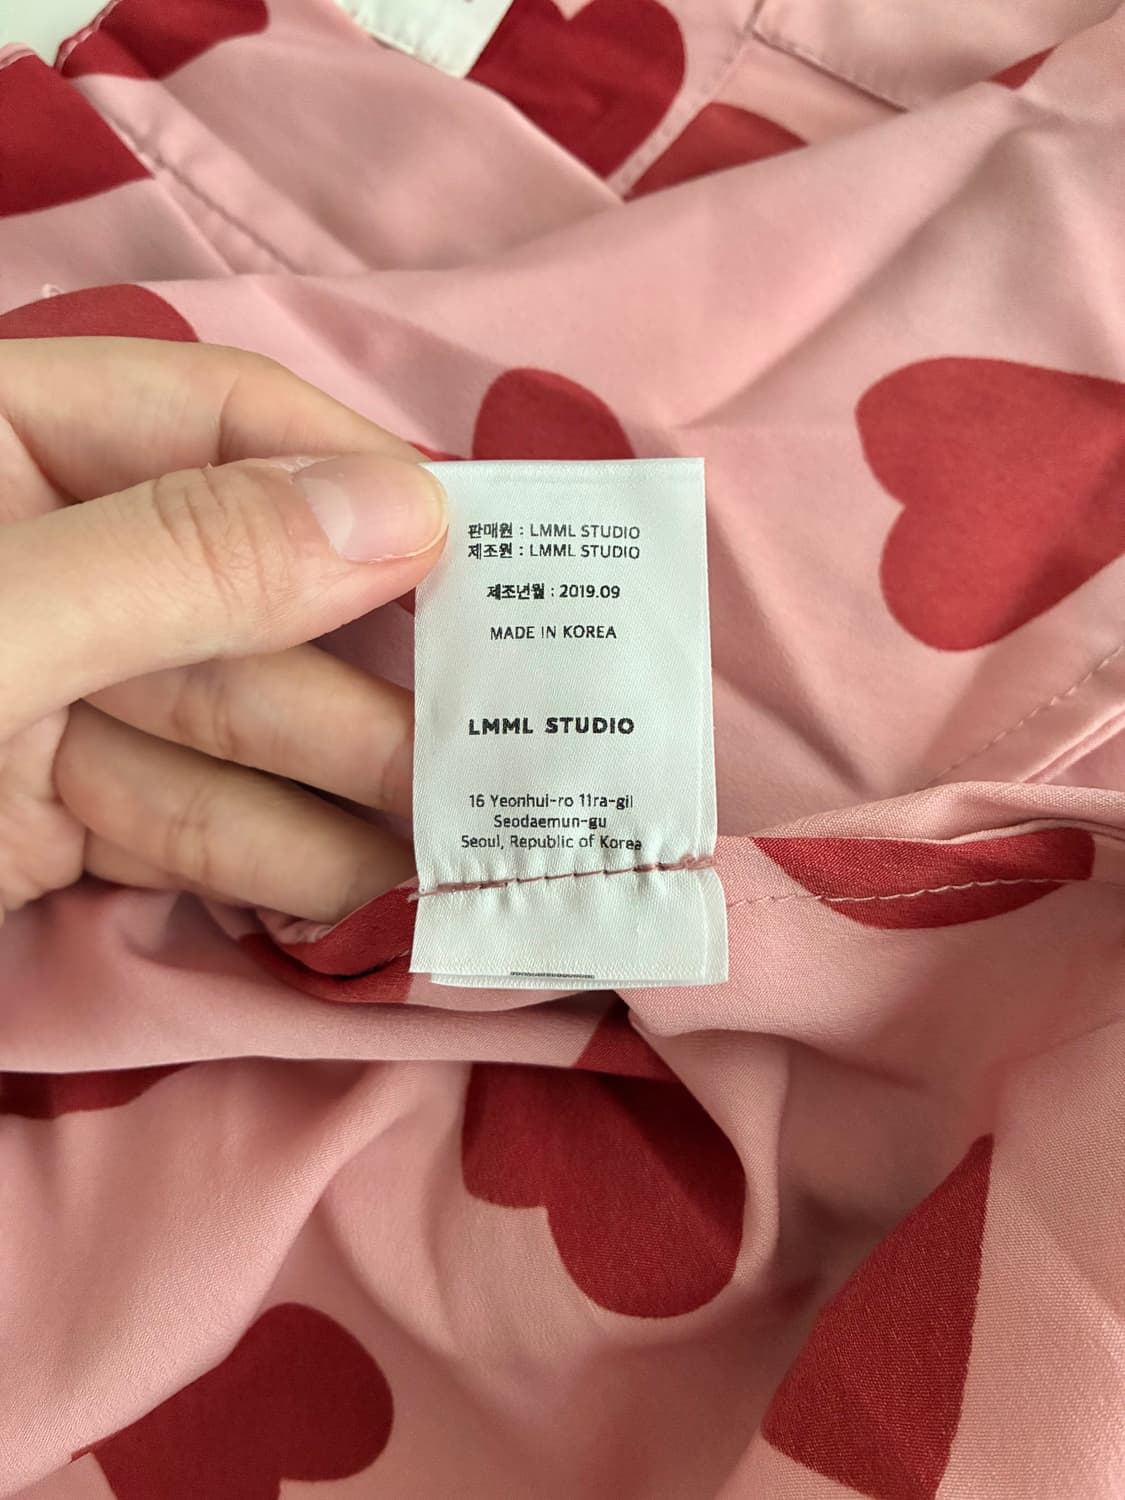 판매원 : LMML STUDIO
제조원 : LMML STUDIO
제조년월 : 2019.09
MADE IN KOREA
LMML STUDIO
16 Yeonhui-ro 11ra-gil
Seodaemun-gu
Seoul, Republic of Korea